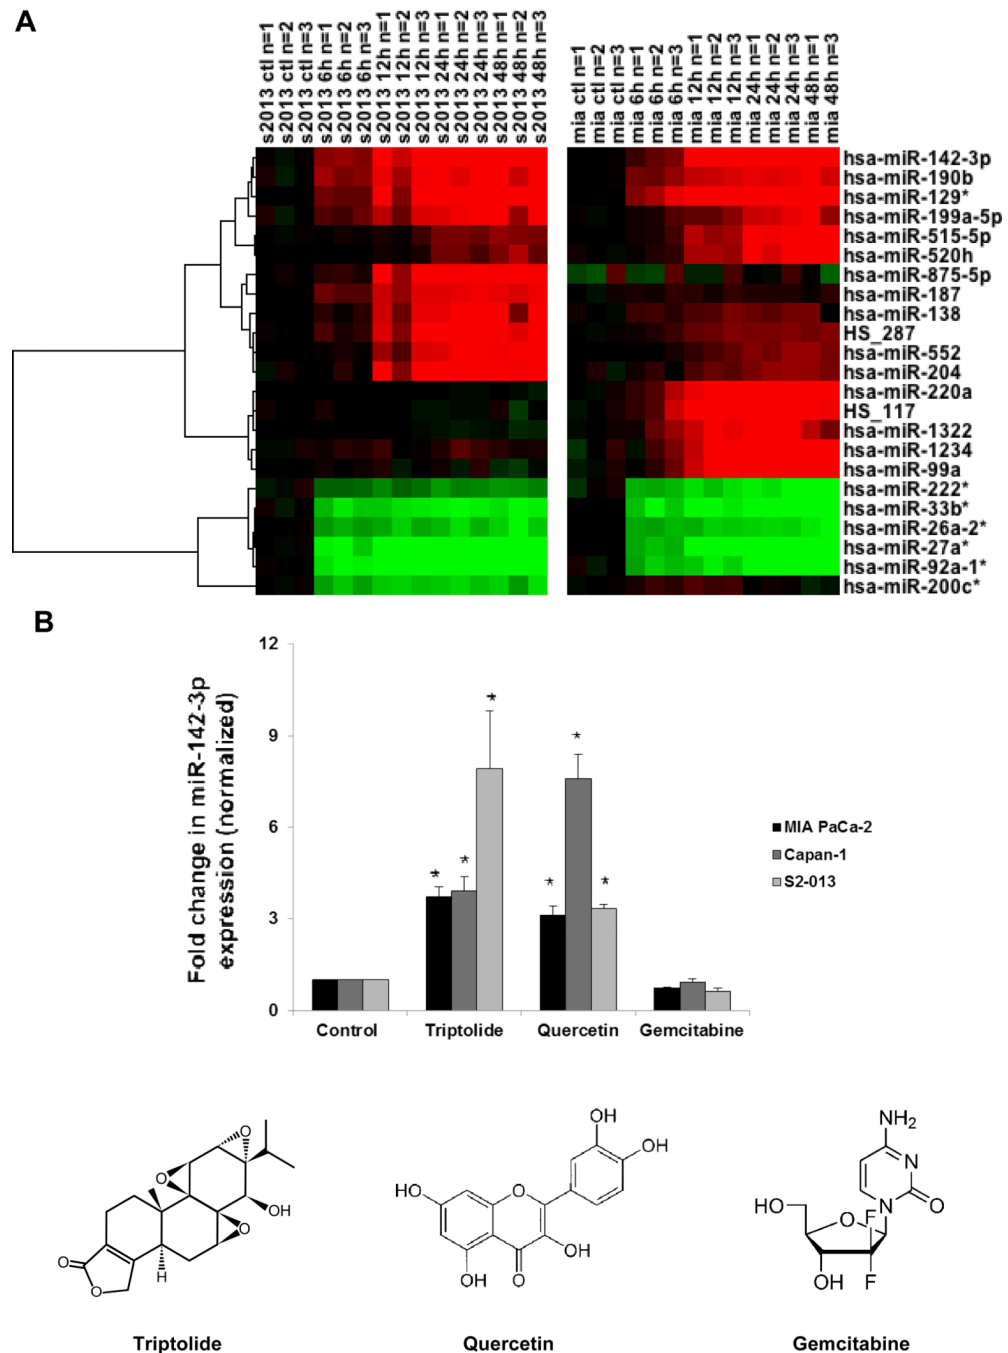 A
s2013 ctl n=1
s2013 ctl n=2
s2013 ctl n=3
s2013 6h n=1
s2013 6h n=2
s2013 6h n=3
s2013 12h n=1
s2013 12h n=2
s2013 12h n=3
s2013 24h n=1
s2013 24h n=2
s2013 24h n=3
s2013 48h n=1
s2013 48h n=2
s2013 48h n=3
mia ctl n=1
mia ctl n=2
mia ctl n=3
mia 6h n=1
mia 6h n=2
mia 6h n=3
mia 12h n=1
mia 12h n=2
mia 12h n=3
mia 24h n=1
mia 24h n=2
mia 24h n=3
mia 48h n=1
mia 48h n=3
hsa-miR-142-3p
hsa-miR-190b
hsa-miR-129*
hsa-miR-199a-5p
hsa-miR-515-5p
hsa-miR-520h
hsa-miR-875-5p
hsa-miR-187
hsa-miR-138
HS_287
hsa-miR-552
hsa-miR-204
hsa-miR-220a
HS_117
hsa-miR-1322
hsa-miR-1234
hsa-miR-99a
hsa-miR-222*
hsa-miR-33b*
hsa-miR-26a-2*
hsa-miR-27a*
hsa-miR-92a-1*
hsa-miR-200c*
B
Fold change in miR-142-3p
expression (normalized)
12
9
6
3
0
* * * * * *
Control Triptolide Quercetin Gemcitabine
MIA PaCa-2
Capan-1
S2-013
O O OH O O O H
OH OH HO O OH OH O
NH2 N N O HO O F F OH
Triptolide Quercetin Gemcitabine